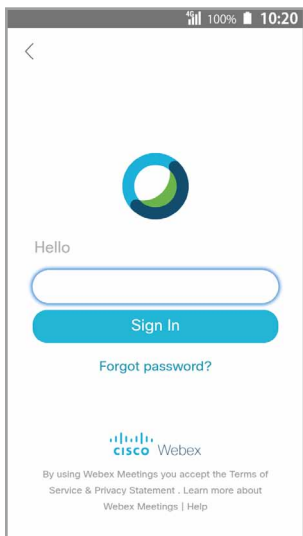 4G 100% 10:20
Hello
Sign In
Forgot password?
CISCO Webex
By using Webex Meetings you accept the Terms of
Service & Privacy Statement . Learn more about
Webex Meetings | Help